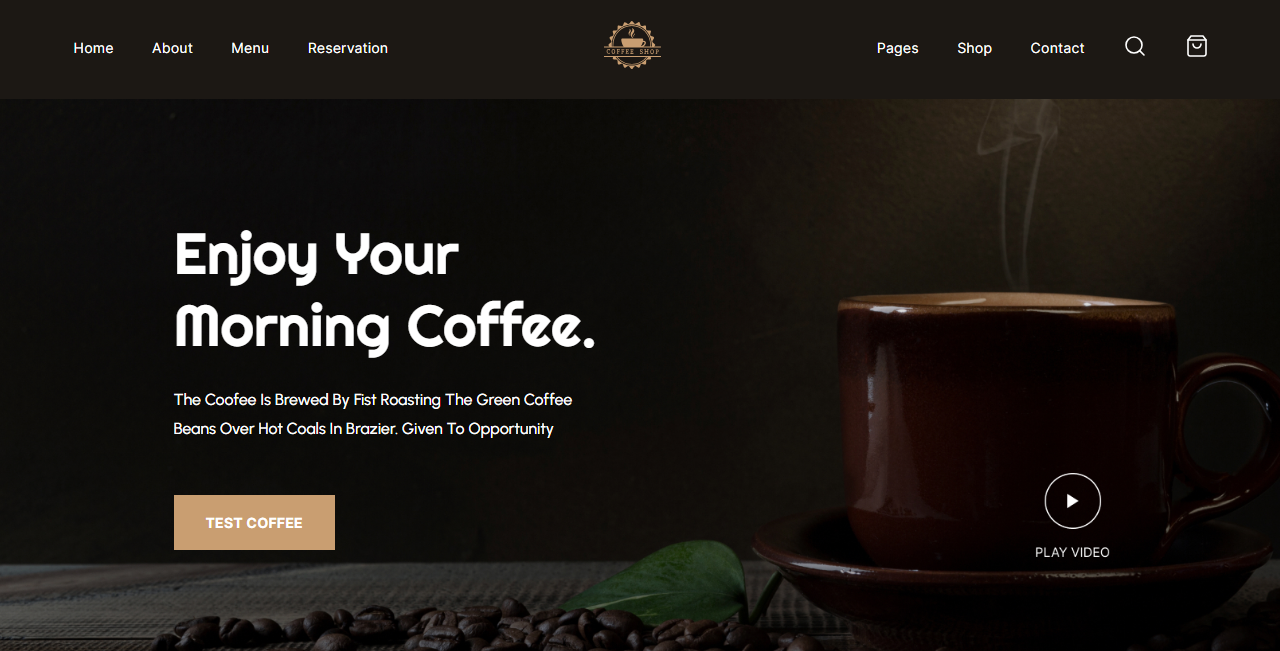 Home About Menu Reservation COFFEE SHOP Pages Shop Contact
Enjoy Your
Morning Coffee.
The Coofee Is Brewed By Fist Roasting The Green Coffee
Beans Over Hot Coals In Brazier. Given To Opportunity
TEST COFFEE
PLAY VIDEO